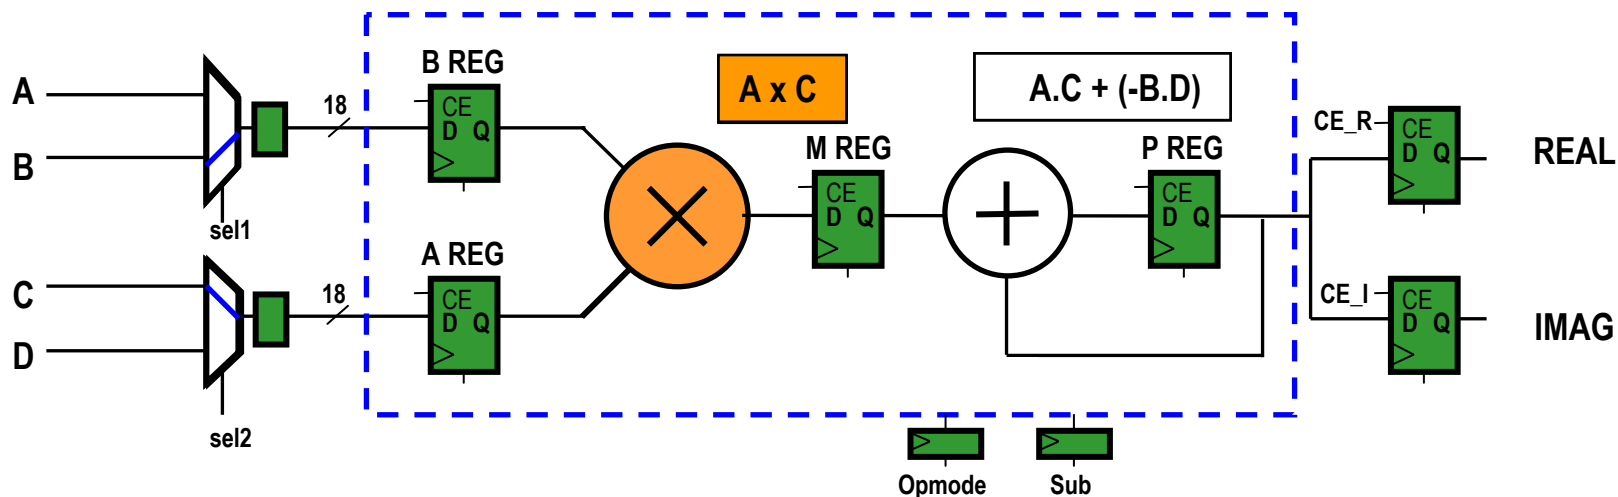 A
B
sel1
C
D
sel2
18
18
B REG
CE
D Q
A REG
CE
D Q
A x C
M REG
CE
D Q
A.C + (-B.D)
P REG
CE
D Q
CE_R
CE
D Q
REAL
CE_I
CE
D Q
IMAG
Opmode
Sub